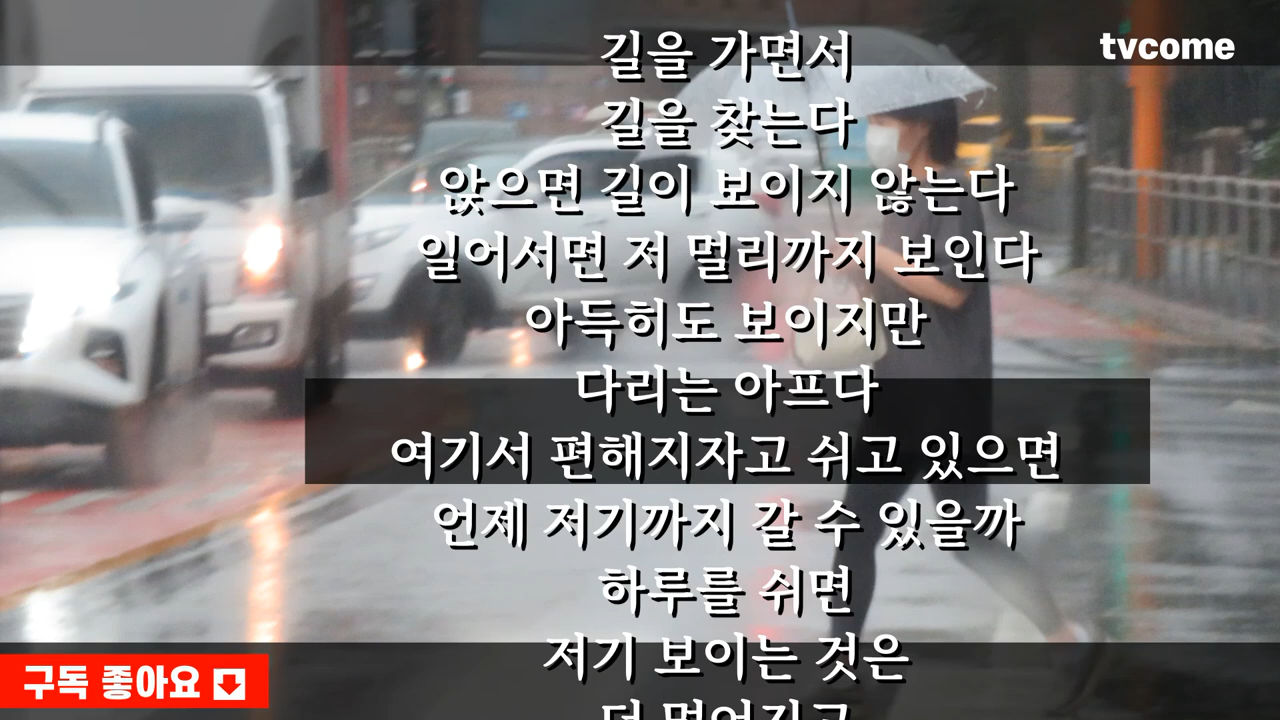 tvcome
길을 가면서
길을 찾는다
앉으면 길이 보이지 않는다
일어서면 저 멀리까지 보인다
아득히도 보이지만
다리는 아프다
여기서 편해지자고 쉬고 있으면
언제 저기까지 갈 수 있을까
하루를 쉬면
저기 보이는 것은
구독 좋아요